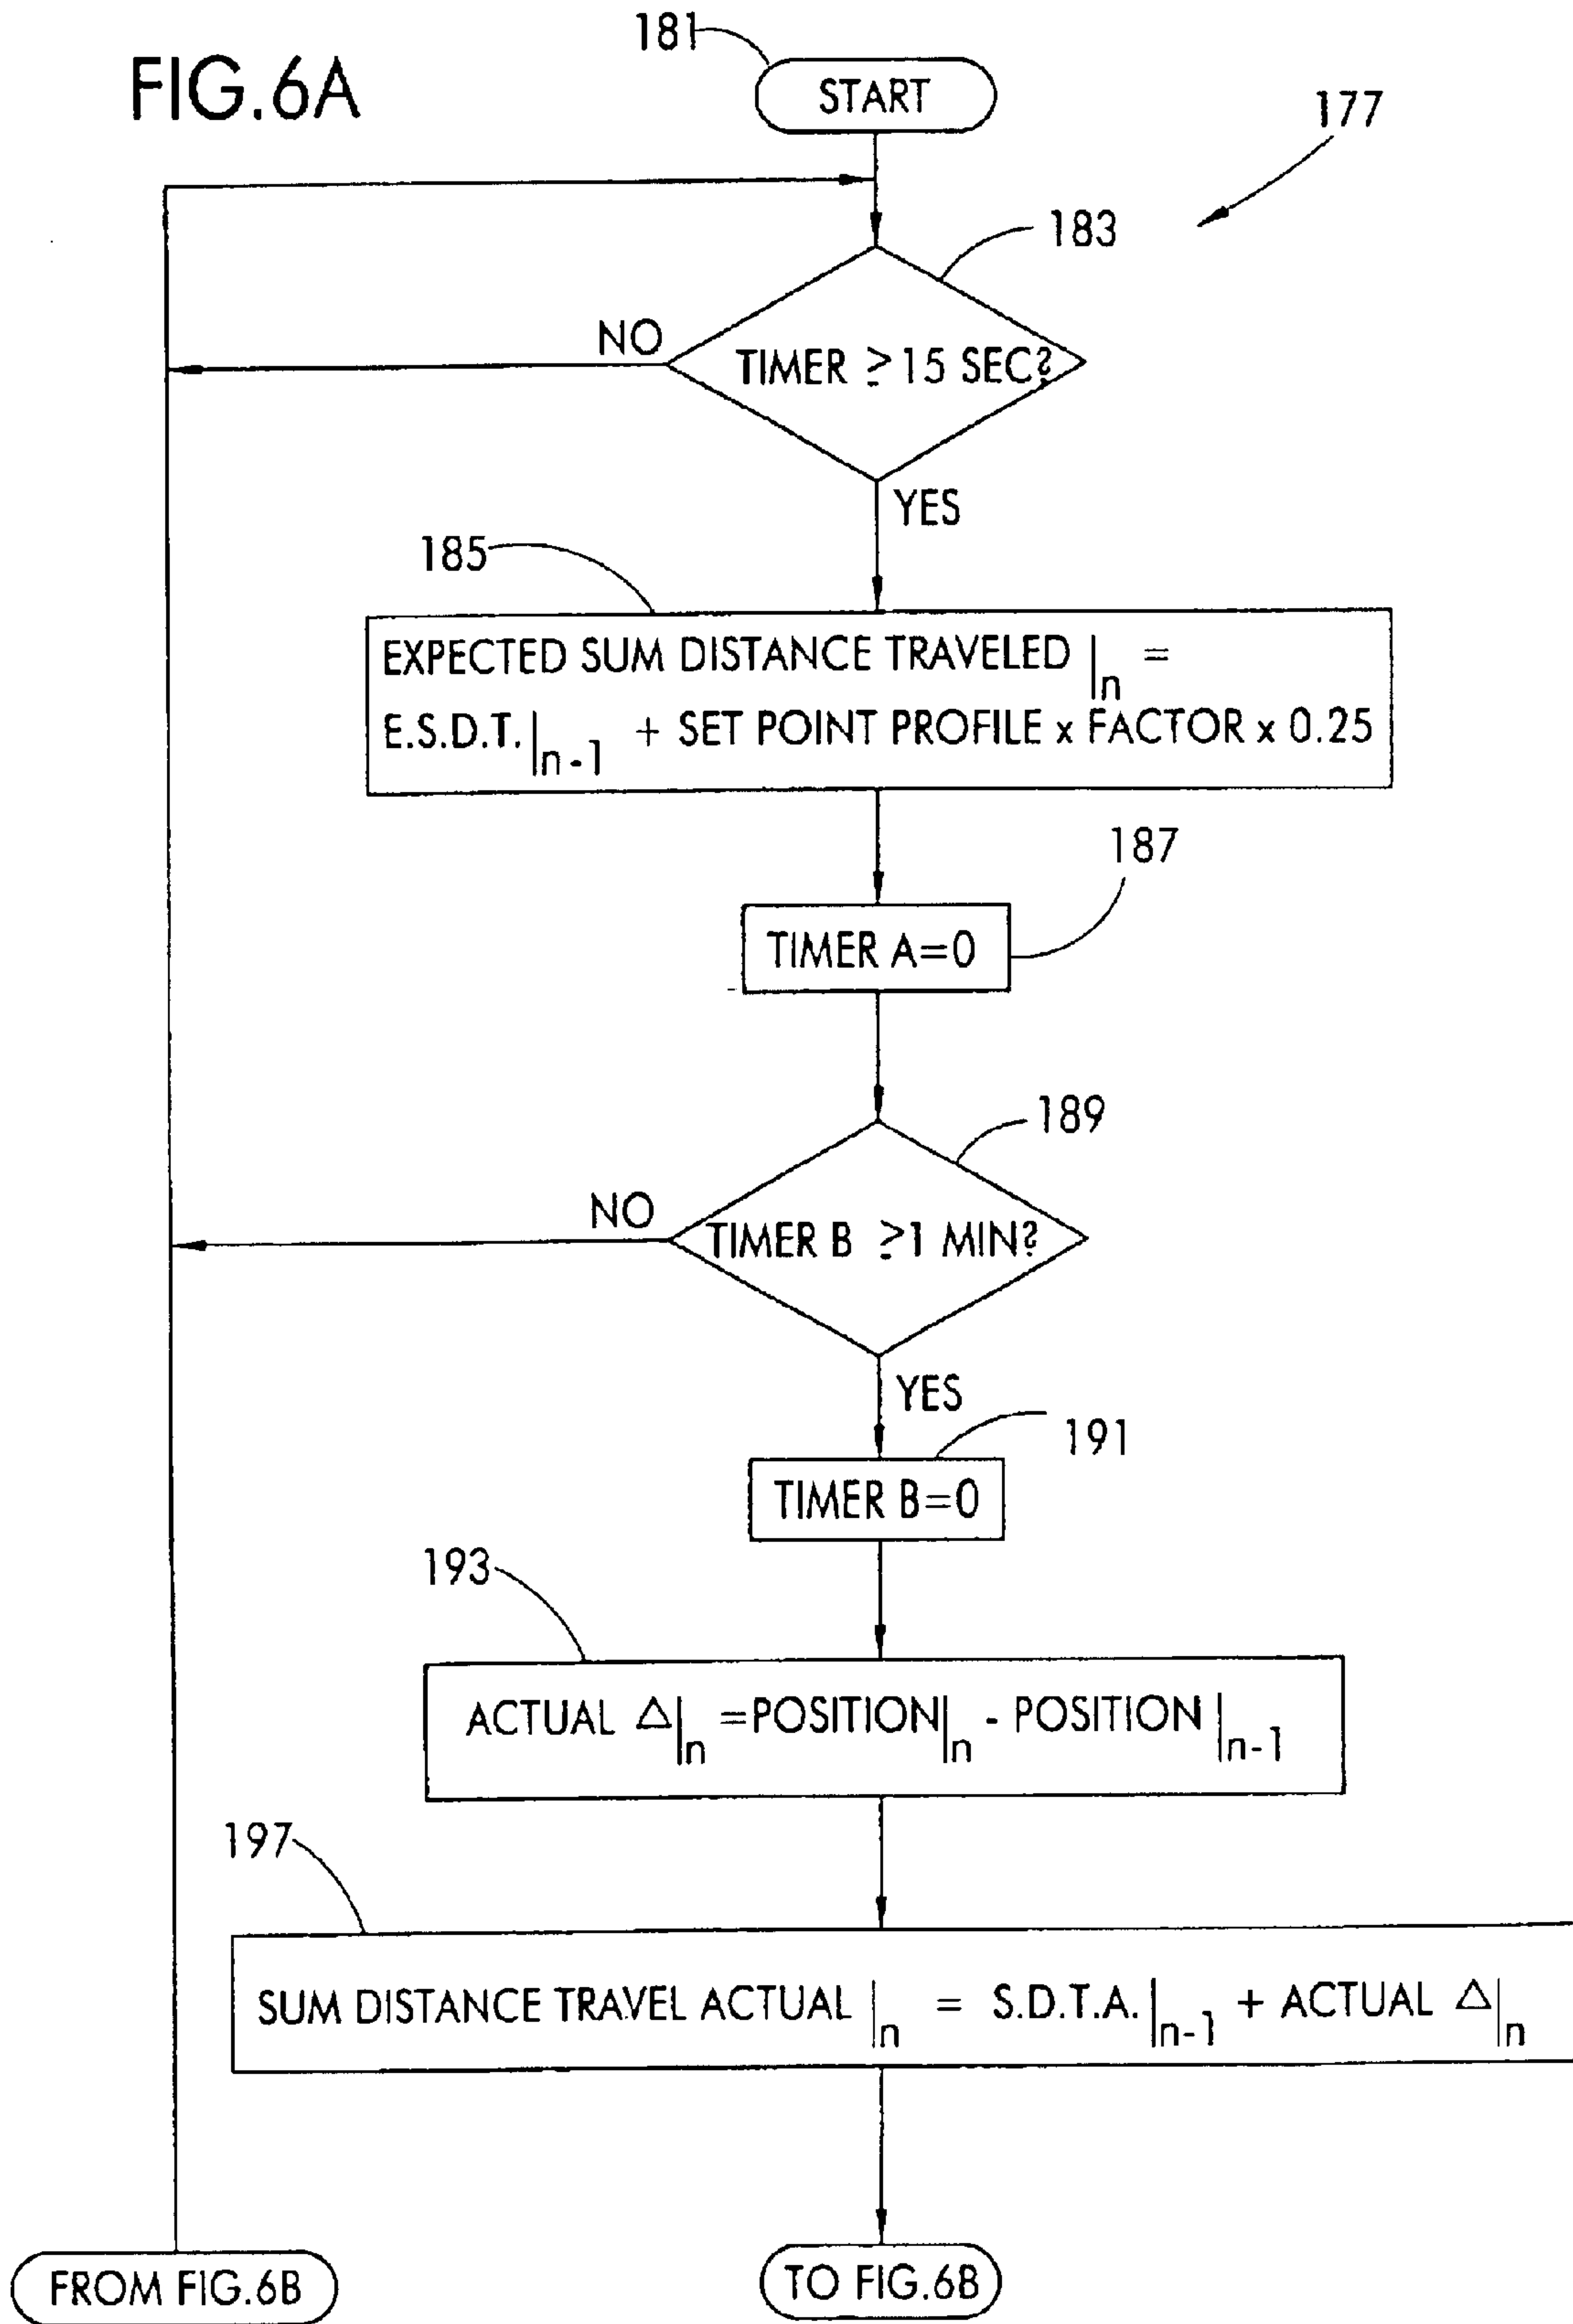 FIG.6A
181
START
177
183
NO
TIMER ≥ 15 SEC?
YES
185
EXPECTED SUM DISTANCE TRAVELED |n =
E.S.D.T.|n-1 + SET POINT PROFILE x FACTOR x 0.25
187
TIMER A=0
189
NO
TIMER B ≥1 MIN?
YES
191
TIMER B=0
193
ACTUAL △|n =POSITION|n - POSITION |n-1
197
SUM DISTANCE TRAVEL ACTUAL |n = S.D.T.A.|n-1 + ACTUAL △|n
FROM FIG.6B
TO FIG.6B